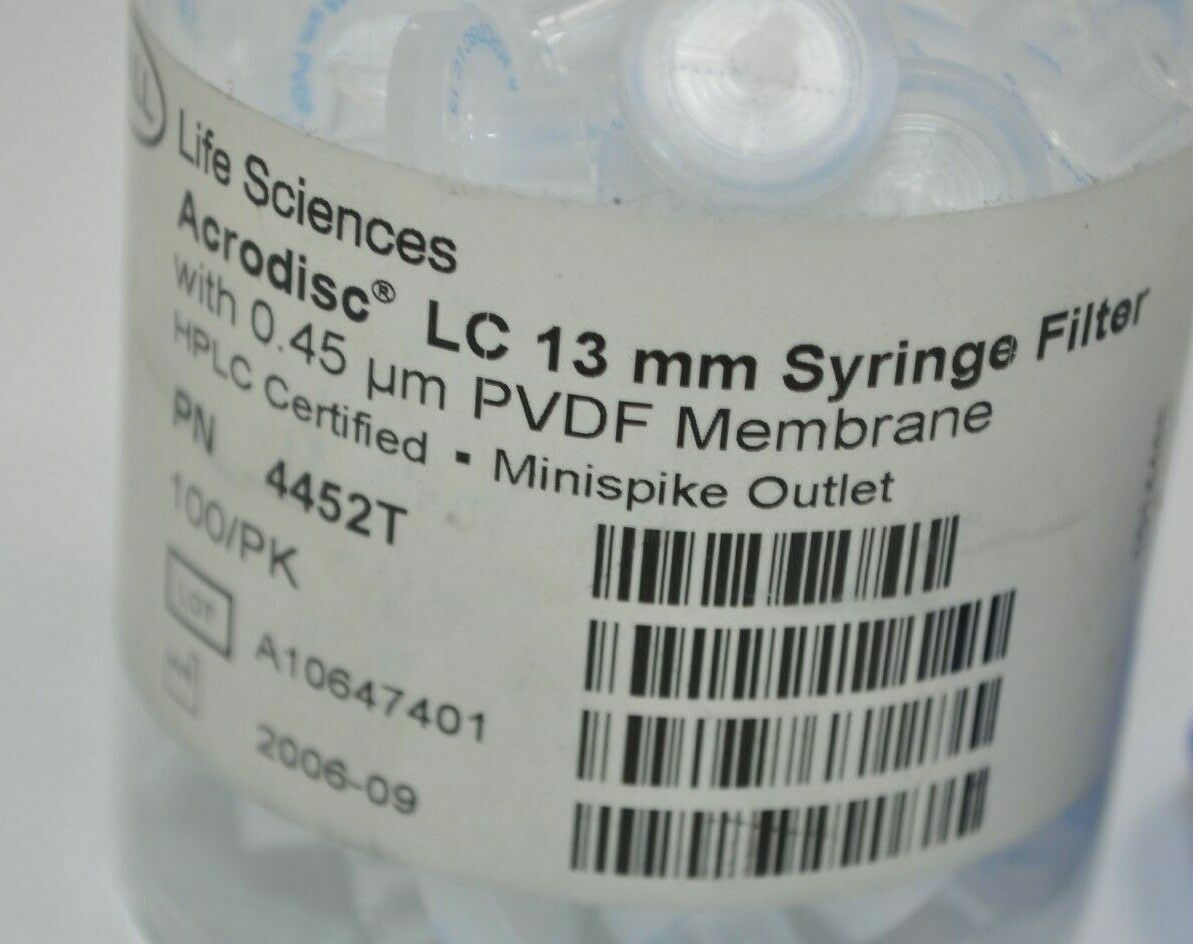 Life Sciences
Acrodisc® LC 13 mm Syringe Filter
with 0.45 µm PVDF Membrane
HPLC Certified ▪ Minispike Outlet
PN 4452T
100/PK
LOT A10647401
2006-09